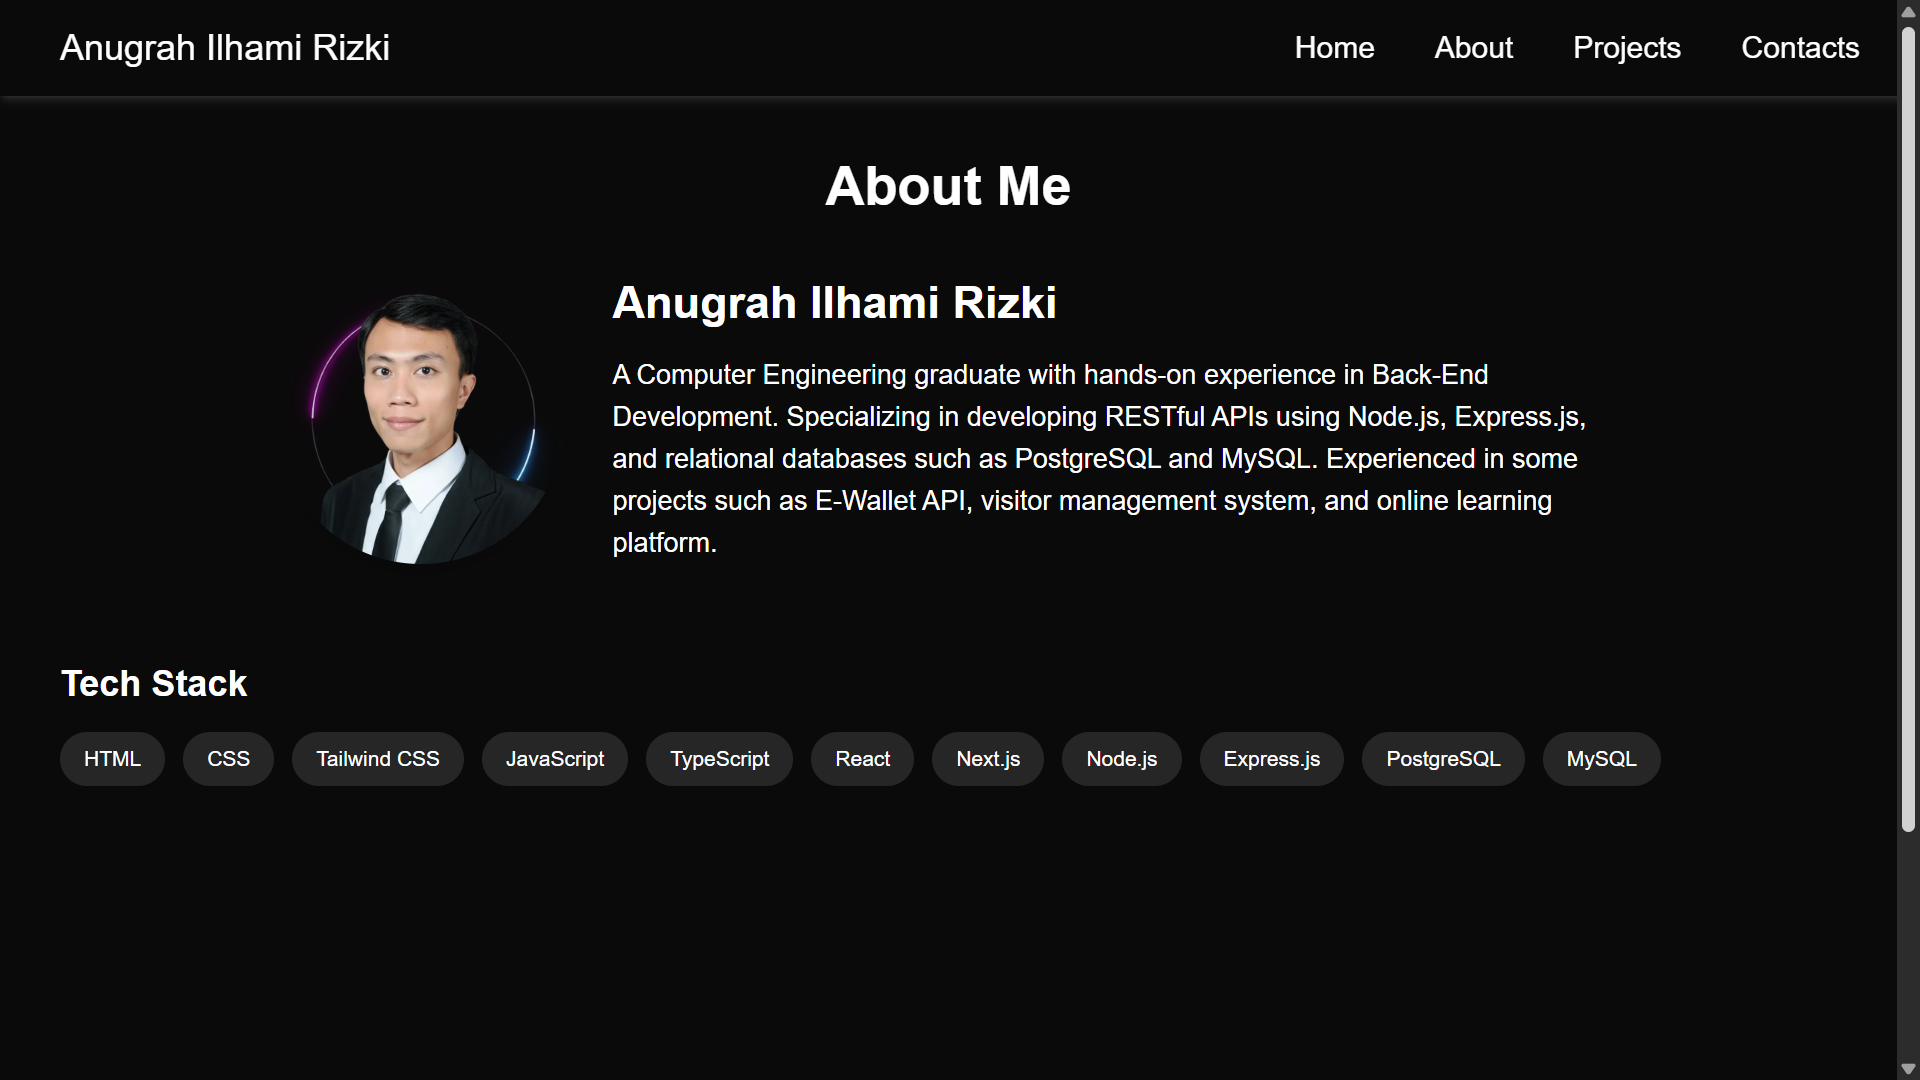 Anugrah Ilhami Rizki
Home
About
Projects
Contacts
About Me
Anugrah Ilhami Rizki
A Computer Engineering graduate with hands-on experience in Back-End
Development. Specializing in developing RESTful APIs using Node.js, Express.js,
and relational databases such as PostgreSQL and MySQL. Experienced in some
projects such as E-Wallet API, visitor management system, and online learning
platform.
Tech Stack
HTML
CSS
Tailwind CSS
JavaScript
TypeScript
React
Next.js
Node.js
Express.js
PostgreSQL
MySQL